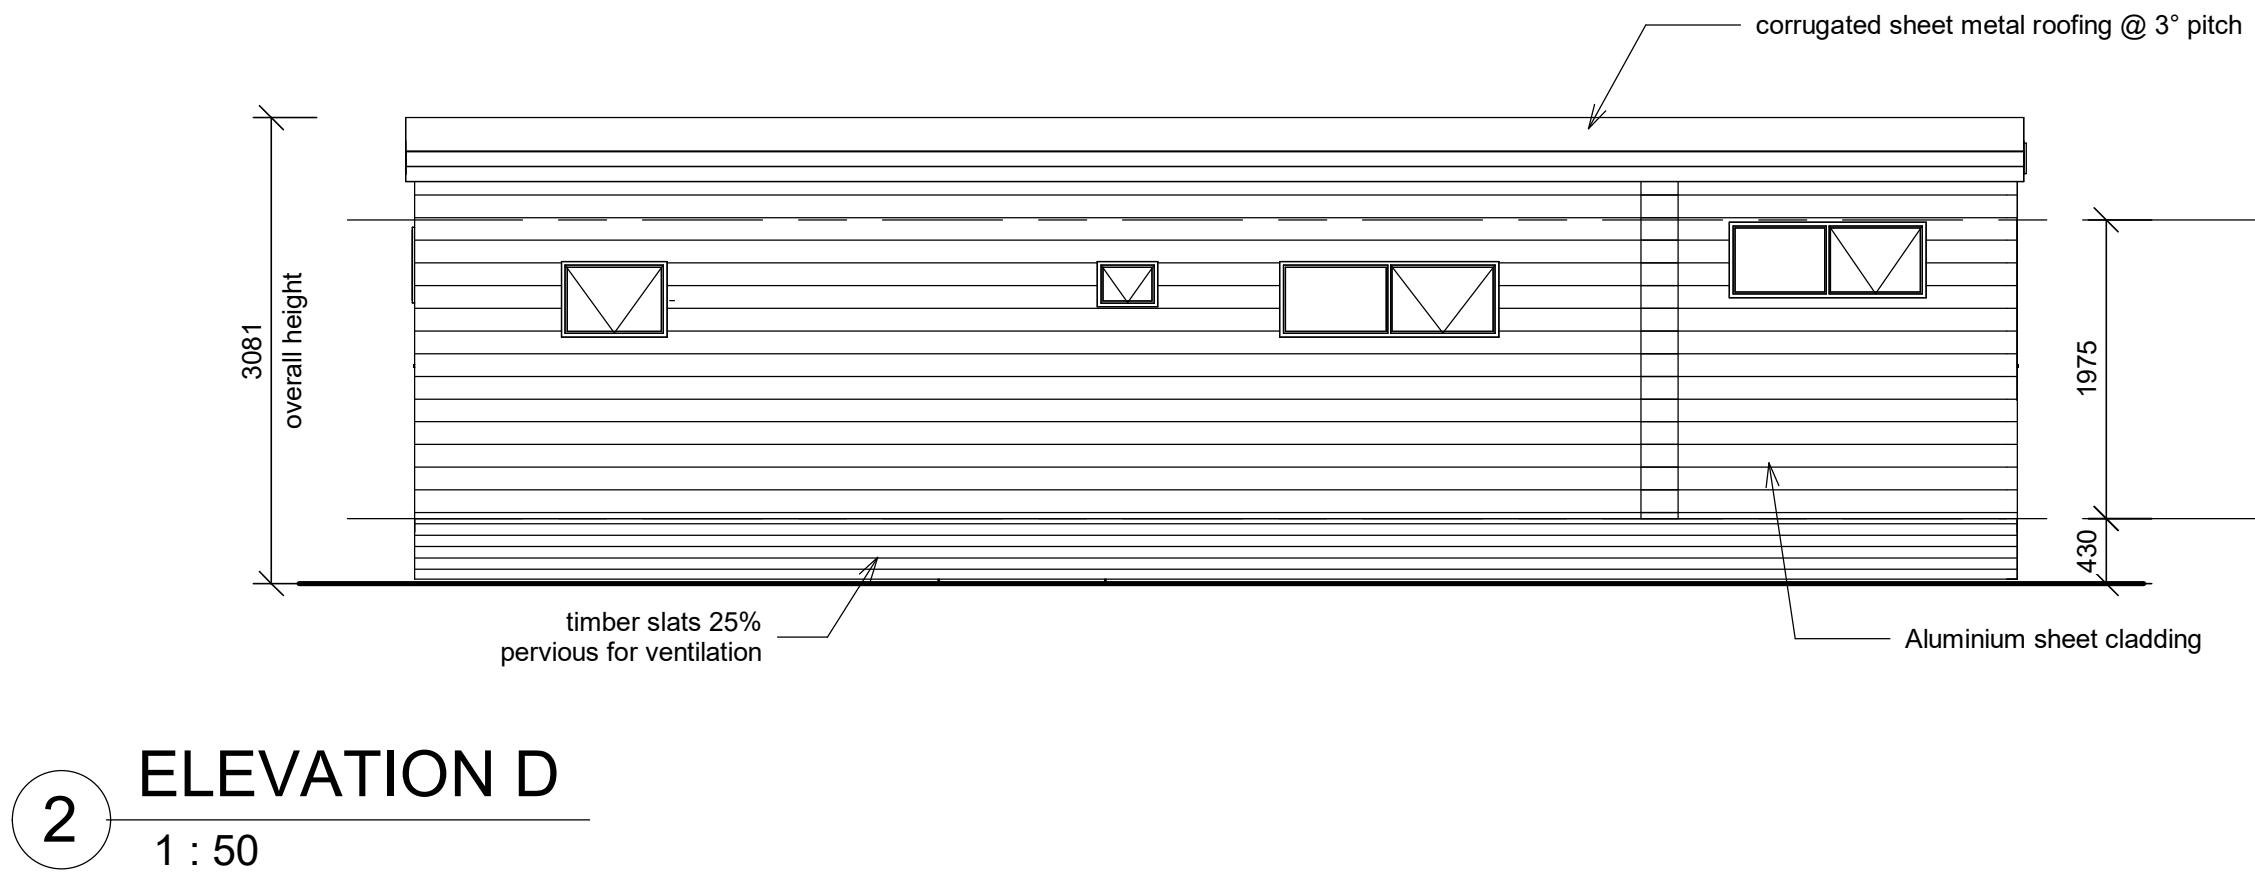 corrugated sheet metal roofing @ 3° pitch
3081
overall height
1975
430
timber slats 25%
pervious for ventilation
Aluminium sheet cladding
2
ELEVATION D
1 : 50